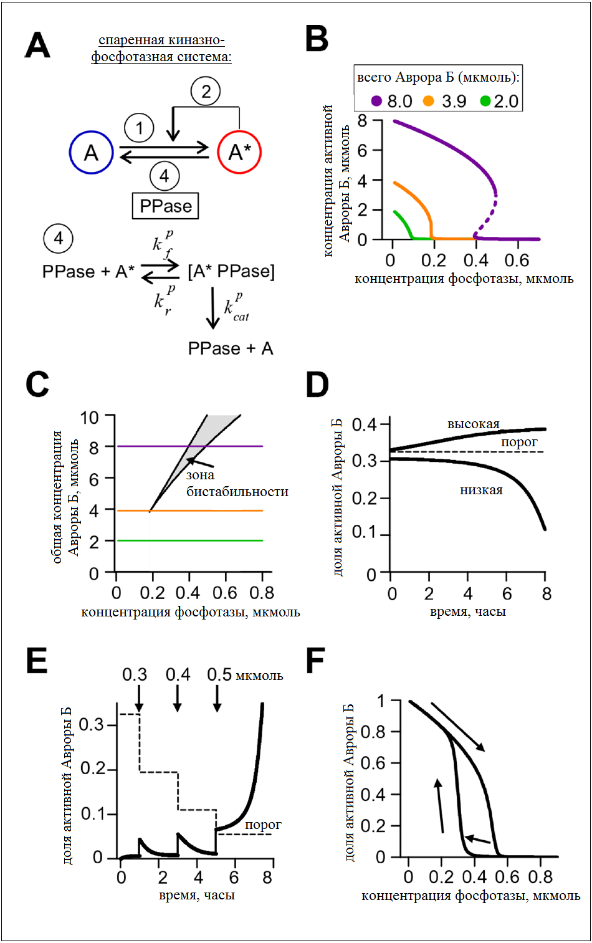 A
спаренная киназно-
фосфотазная система:
2
1
A
A*
4
PPase
4
PPase + A*
k_f^p
k_r^p
[A* PPase]
k_cat^p
PPase + A
B
всего Аврора Б (мкмоль):
8.0 3.9 2.0
концентрация активной
Авроры Б, мкмоль
8
6
4
2
0
0 0.2 0.4 0.6
концентрация фосфотазы, мкмоль
C
общая концентрация
Авроры Б, мкмоль
10
8
6
4
2
0
зона
бистабильности
0 0.2 0.4 0.6 0.8
концентрация фосфотазы, мкмоль
D
доля активной Авроры Б
0.4
0.3
0.2
0.1
0
высокая
порог
низкая
0 2 4 6 8
время, часы
E
0.3 0.4 0.5 мкмоль
доля активной Авроры Б
0.3
0.2
0.1
0
порог
0 2 4 6 8
время, часы
F
доля активной Авроры Б
1
0.8
0.6
0.4
0.2
0
0 0.2 0.4 0.6 0.8
концентрация фосфотазы, мкмоль